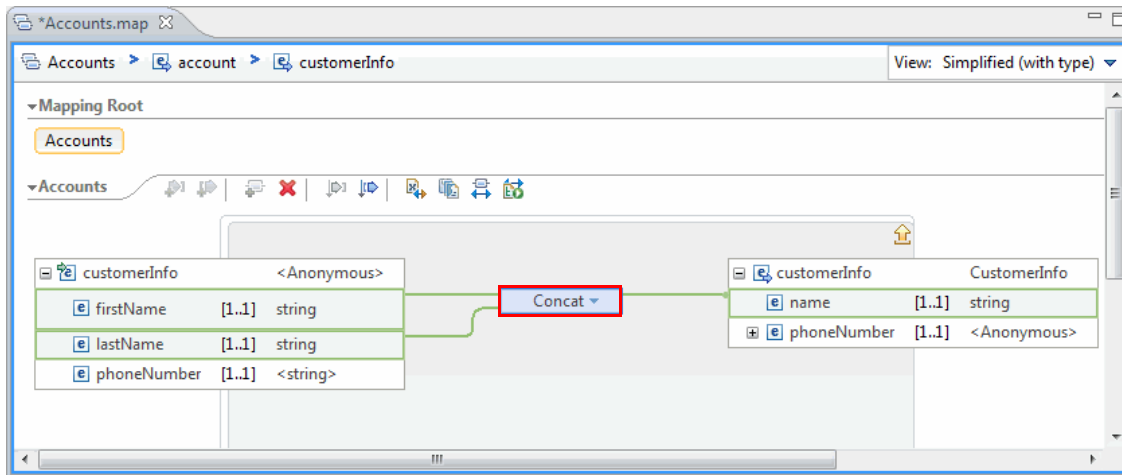 *Accounts.map
Accounts > account > customerInfo View: Simplified (with type)
Mapping Root
Accounts
Accounts
customerInfo <Anonymous>
firstName [1..1] string
lastName [1..1] string
phoneNumber [1..1] <string>
Concat
customerInfo CustomerInfo
name [1..1] string
phoneNumber [1..1] <Anonymous>